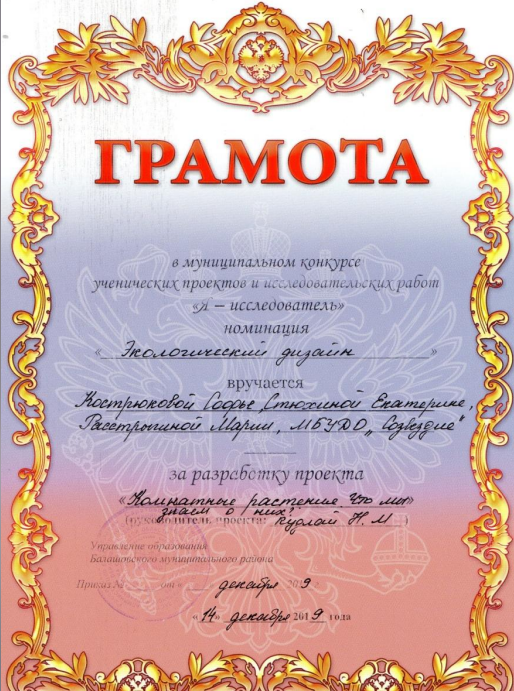 ГРАМОТА
в муниципальном конкурсе
ученических проектов и исследовательских работ
«Я – исследователь»
номинация
« Экологический дизайн »
вручается
Кострюковой Софье, Стюхиной Екатерине,
Расстрыгиной Марии, МБУДО „Созвездие"
за разработку проекта
«Комнатные растение Что мы»
знаем о них?
(руководитель проекта: Кудлай Н.М )
Управление образования
Балашовского муниципального района
Приказ № от « декабря 2019
«14» декабря 2019 года